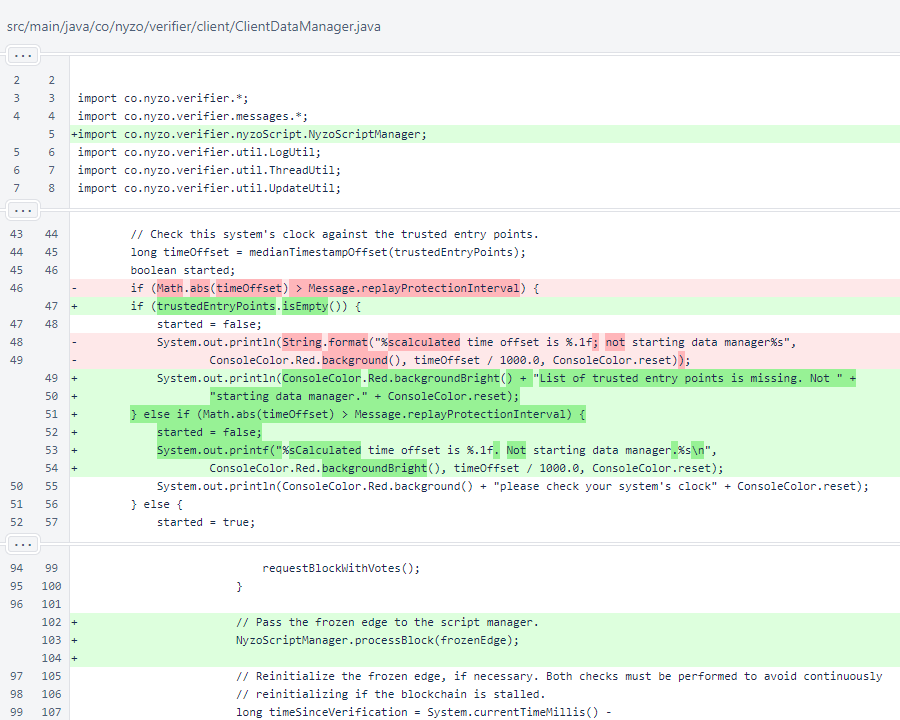 src/main/java/co/nyzo/verifier/client/ClientDataManager.java
...
2 2
3 3 import co.nyzo.verifier.*;
4 4 import co.nyzo.verifier.messages.*;
5 +import co.nyzo.verifier.nyzoScript.NyzoScriptManager;
5 6 import co.nyzo.verifier.util.LogUtil;
6 7 import co.nyzo.verifier.util.ThreadUtil;
7 8 import co.nyzo.verifier.util.UpdateUtil;
...
43 44 // Check this system's clock against the trusted entry points.
44 45 long timeOffset = medianTimestampOffset(trustedEntryPoints);
45 46 boolean started;
46 - if (Math.abs(timeOffset) > Message.replayProtectionInterval) {
47 + if (trustedEntryPoints.isEmpty()) {
47 48 started = false;
48 - System.out.println(String.format("%scalculated time offset is %.1f; not starting data manager%s",
49 - ConsoleColor.Red.background(), timeOffset / 1000.0, ConsoleColor.reset));
49 + System.out.println(ConsoleColor.Red.backgroundBright() + "List of trusted entry points is missing. Not " +
50 + "starting data manager." + ConsoleColor.reset);
51 + } else if (Math.abs(timeOffset) > Message.replayProtectionInterval) {
52 + started = false;
53 + System.out.printf("%sCalculated time offset is %.1f. Not starting data manager.%s\n",
54 + ConsoleColor.Red.backgroundBright(), timeOffset / 1000.0, ConsoleColor.reset);
50 55 System.out.println(ConsoleColor.Red.background() + "please check your system's clock" + ConsoleColor.reset);
51 56 } else {
52 57 started = true;
...
94 99 requestBlockWithVotes();
95 100 }
96 101
102 + // Pass the frozen edge to the script manager.
103 + NyzoScriptManager.processBlock(frozenEdge);
104 +
97 105 // Reinitialize the frozen edge, if necessary. Both checks must be performed to avoid continuously
98 106 // reinitializing if the blockchain is stalled.
99 107 long timeSinceVerification = System.currentTimeMillis() -